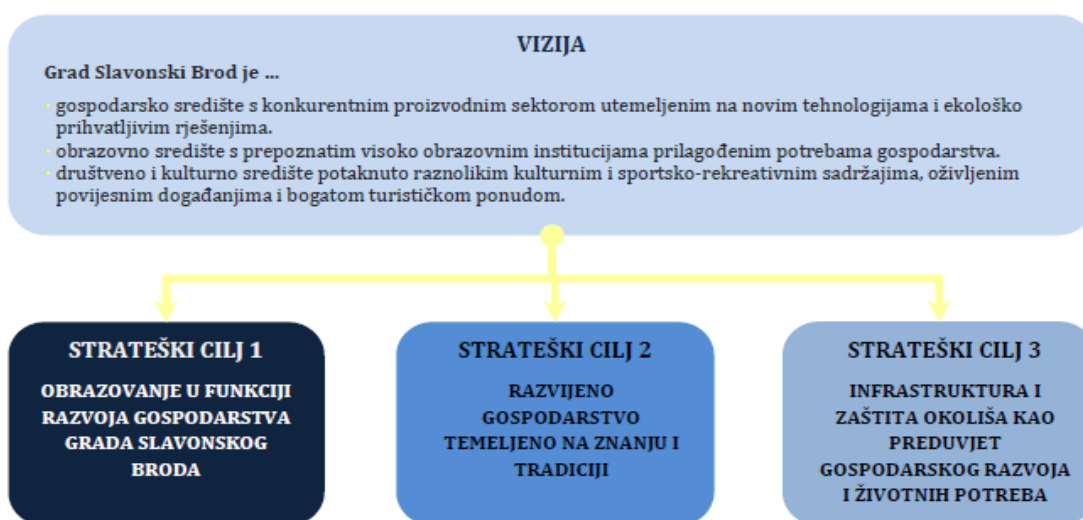 VIZIJA
Grad Slavonski Brod je ...
· gospodarsko središte s konkurentnim proizvodnim sektorom utemeljenim na novim tehnologijama i ekološko
prihvatljivim rješenjima.
· obrazovno središte s prepoznatim visoko obrazovnim institucijama prilagođenim potrebama gospodarstva.
· društveno i kulturno središte potaknuto raznolikim kulturnim i sportsko-rekreativnim sadržajima, oživljenim
povijesnim događanjima i bogatom turističkom ponudom.
STRATEŠKI CILJ 1
OBRAZOVANJE U FUNKCIJI
RAZVOJA GOSPODARSTVA
GRADA SLAVONSKOG
BRODA
STRATEŠKI CILJ 2
RAZVIJENO
GOSPODARSTVO
TEMELJENO NA ZNANJU I
TRADICIJI
STRATEŠKI CILJ 3
INFRASTRUKTURA I
ZAŠTITA OKOLIŠA KAO
PREDUVJET
GOSPODARSKOG RAZVOJA
I ŽIVOTNIH POTREBA